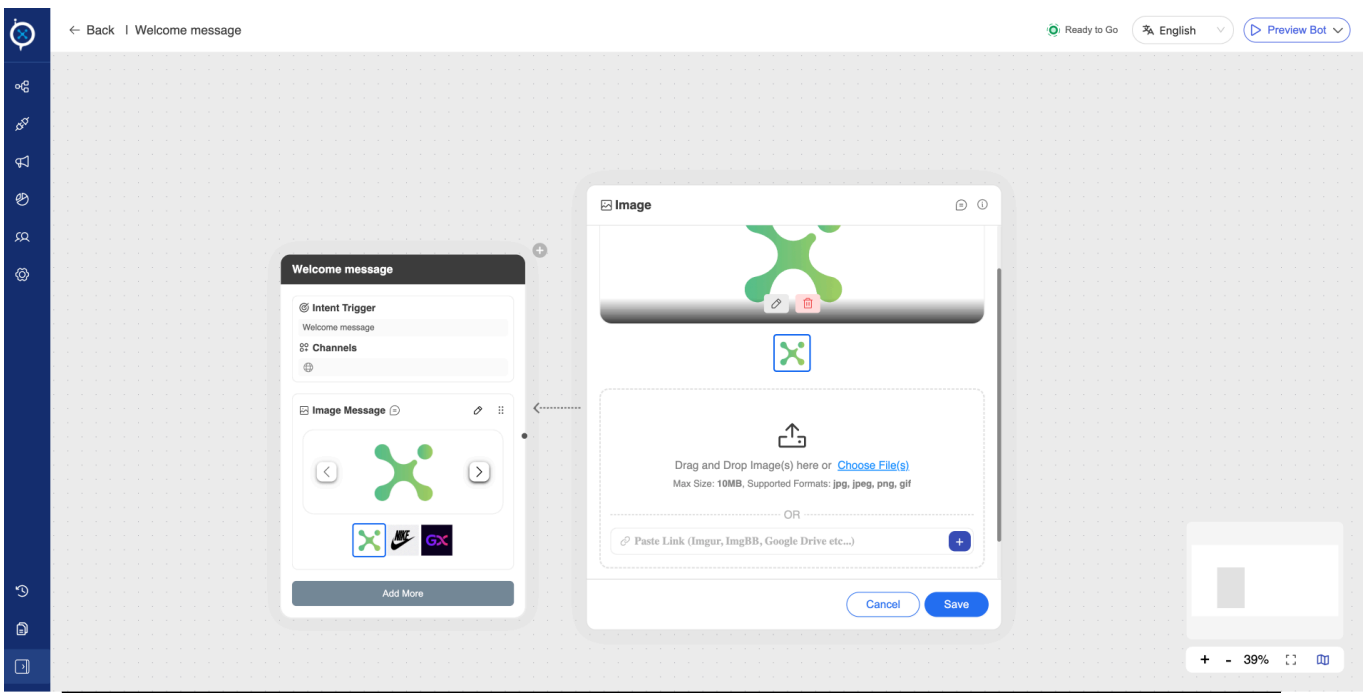 Back | Welcome message
Ready to Go
English
Preview Bot
Image
Welcome message
Intent Trigger
Welcome message
Channels
Image Message
NIKE
GX
Add More
Drag and Drop Image(s) here or Choose File(s)
Max Size: 10MB, Supported Formats: jpg, jpeg, png, gif
OR
Paste Link (Imgur, ImgBB, Google Drive etc...)
+
Cancel
Save
+ - 39%